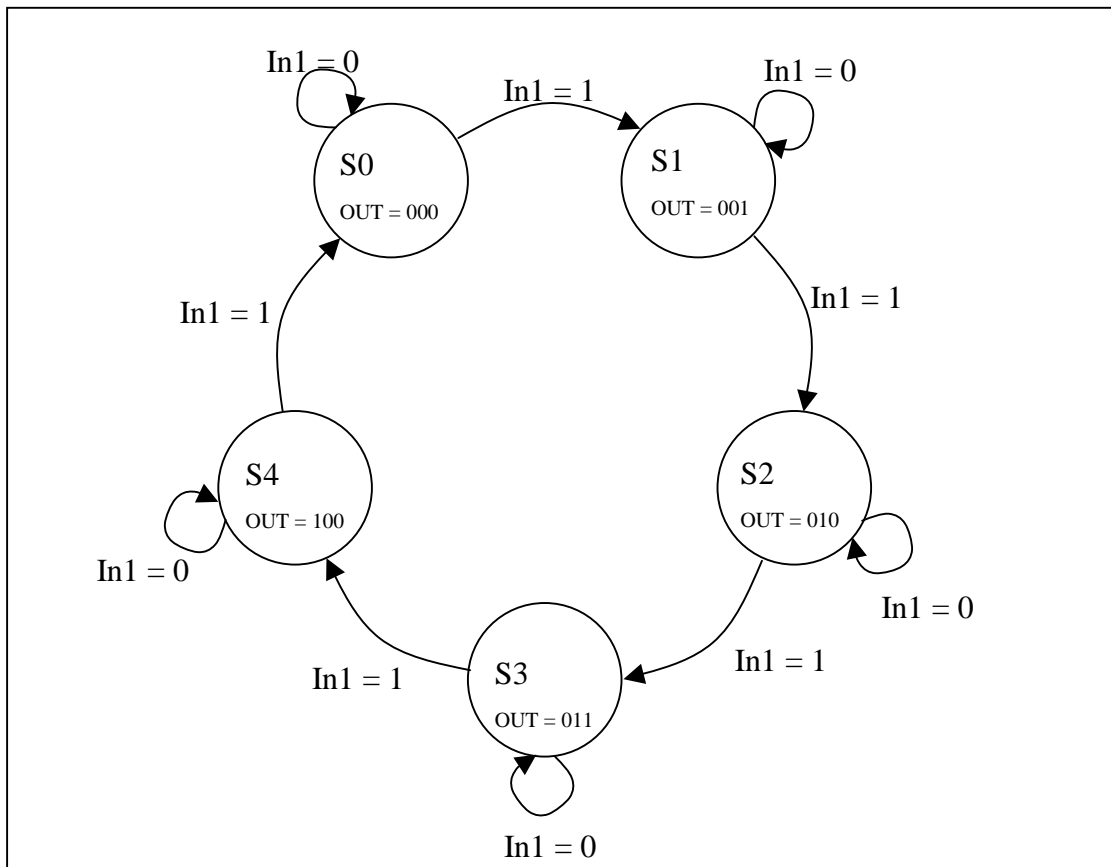 In1 = 0
In1 = 1
In1 = 0
S0
OUT = 000
S1
OUT = 001
In1 = 1
In1 = 1
S4
OUT = 100
S2
OUT = 010
In1 = 0
In1 = 0
In1 = 1
In1 = 1
S3
OUT = 011
In1 = 0